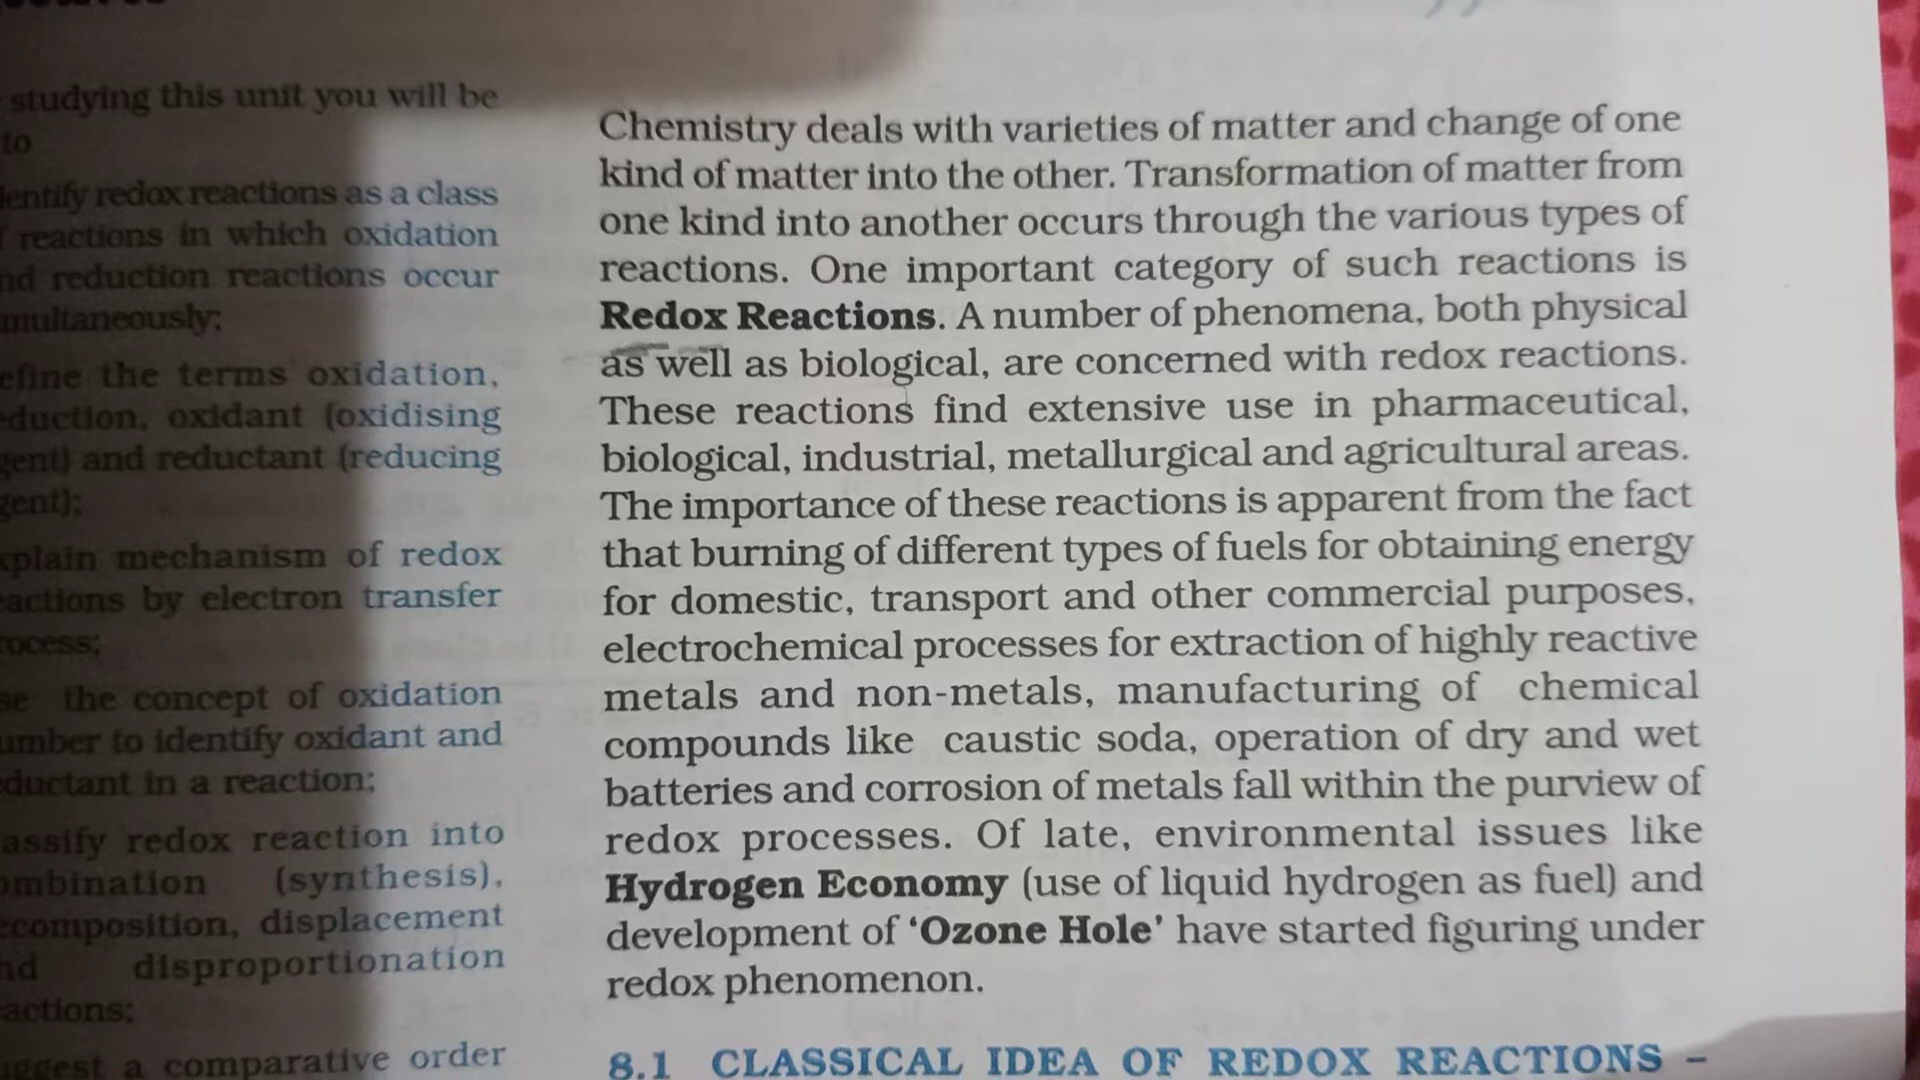 studying this unit you will be
to
identify redox reactions as a class
reactions in which oxidation
nd reduction reactions occur
multaneously;
efine the terms oxidation,
eduction, oxidant (oxidising
gent) and reductant (reducing
gent);
xplain mechanism of redox
eactions by electron transfer
rocess;
se the concept of oxidation
umber to identify oxidant and
eductant in a reaction;
assify redox reaction into
ombination (synthesis),
ecomposition, displacement
nd disproportionation
eactions;
uggest a comparative order
Chemistry deals with varieties of matter and change of one
kind of matter into the other. Transformation of matter from
one kind into another occurs through the various types of
reactions. One important category of such reactions is
Redox Reactions. A number of phenomena, both physical
as well as biological, are concerned with redox reactions.
These reactions find extensive use in pharmaceutical,
biological, industrial, metallurgical and agricultural areas.
The importance of these reactions is apparent from the fact
that burning of different types of fuels for obtaining energy
for domestic, transport and other commercial purposes,
electrochemical processes for extraction of highly reactive
metals and non-metals, manufacturing of chemical
compounds like caustic soda, operation of dry and wet
batteries and corrosion of metals fall within the purview of
redox processes. Of late, environmental issues like
Hydrogen Economy (use of liquid hydrogen as fuel) and
development of ‘Ozone Hole’ have started figuring under
redox phenomenon.
8.1 CLASSICAL IDEA OF REDOX REACTIONS –